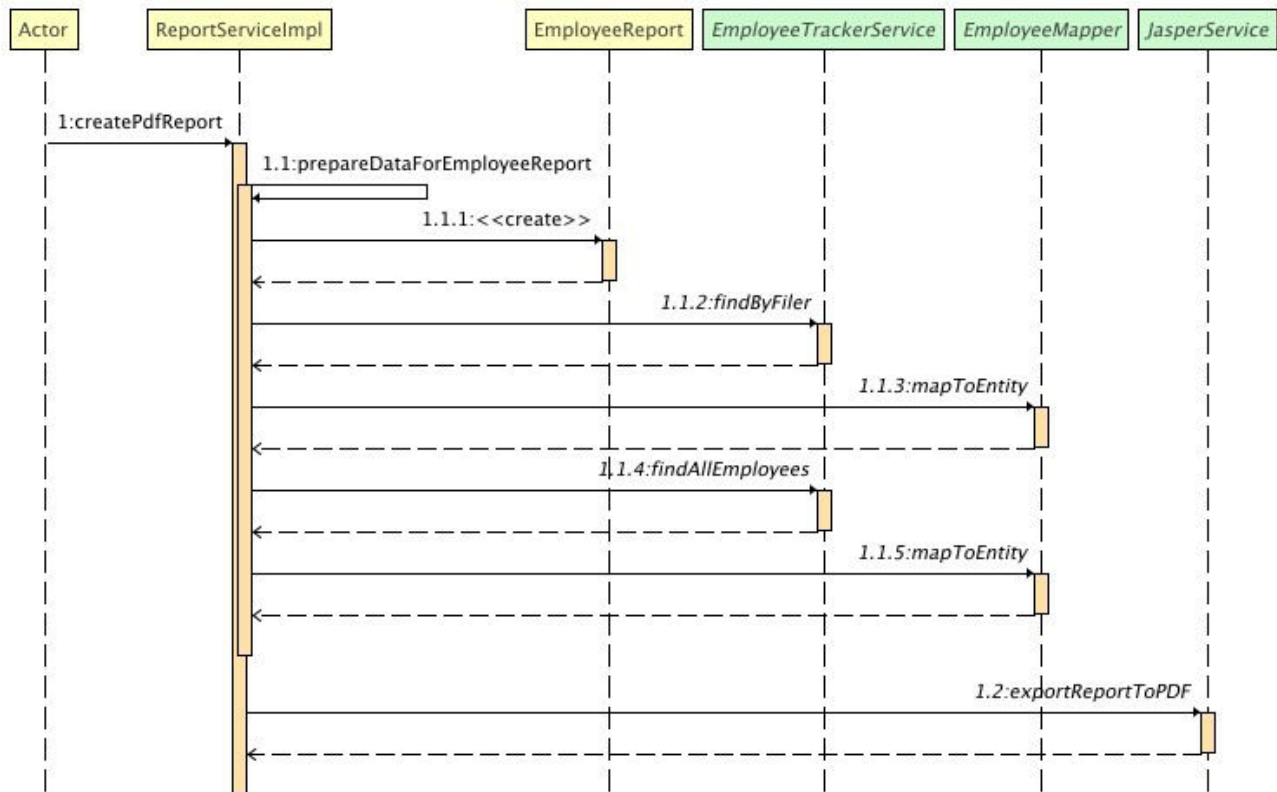 Actor
ReportServiceImpl
EmployeeReport
EmployeeTrackerService
EmployeeMapper
JasperService
1:createPdfReport
1.1:prepareDataForEmployeeReport
1.1.1:<<create>>
1.1.2:findByFiler
1.1.3:mapToEntity
1.1.4:findAllEmployees
1.1.5:mapToEntity
1.2:exportReportToPDF